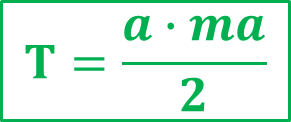 T = a · ma / 2